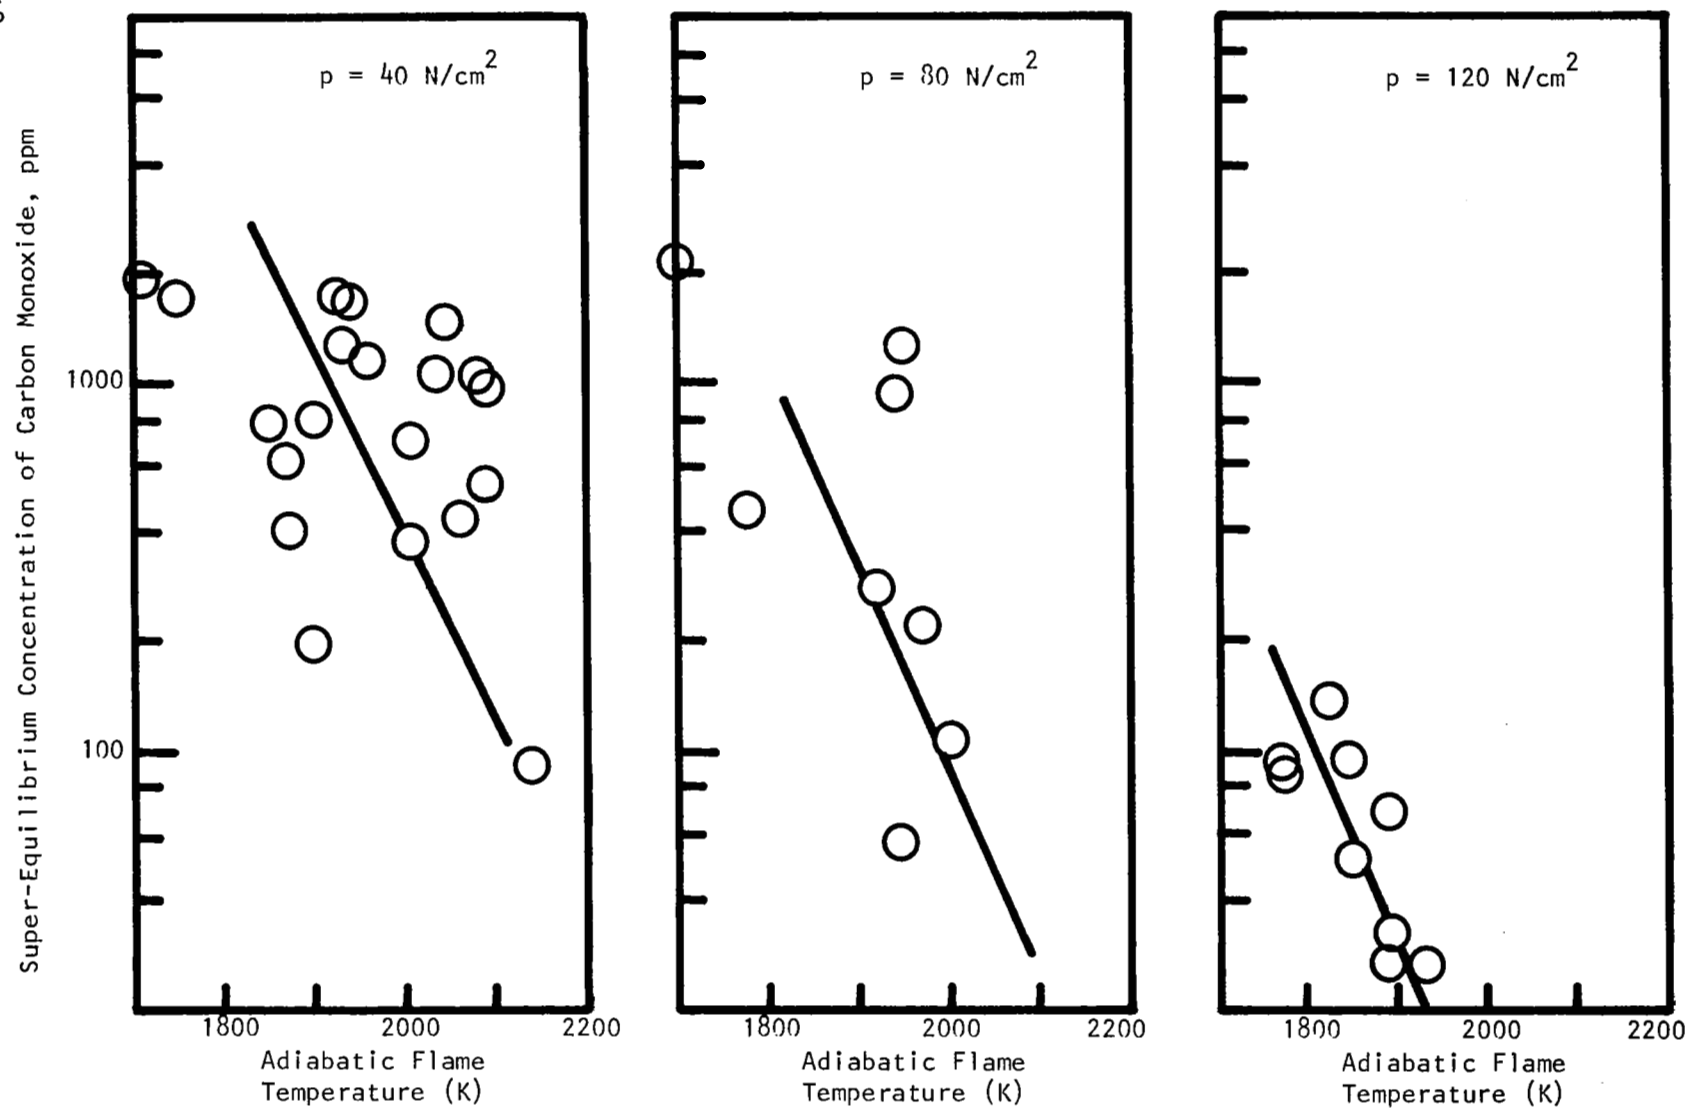 Super-Equilibrium Concentration of Carbon Monoxide, ppm
1000
100
p = 40 N/cm²
1800 2000 2200
Adiabatic Flame
Temperature (K)
p = 80 N/cm²
1800 2000 2200
Adiabatic Flame
Temperature (K)
p = 120 N/cm²
1800 2000 2200
Adiabatic Flame
Temperature (K)